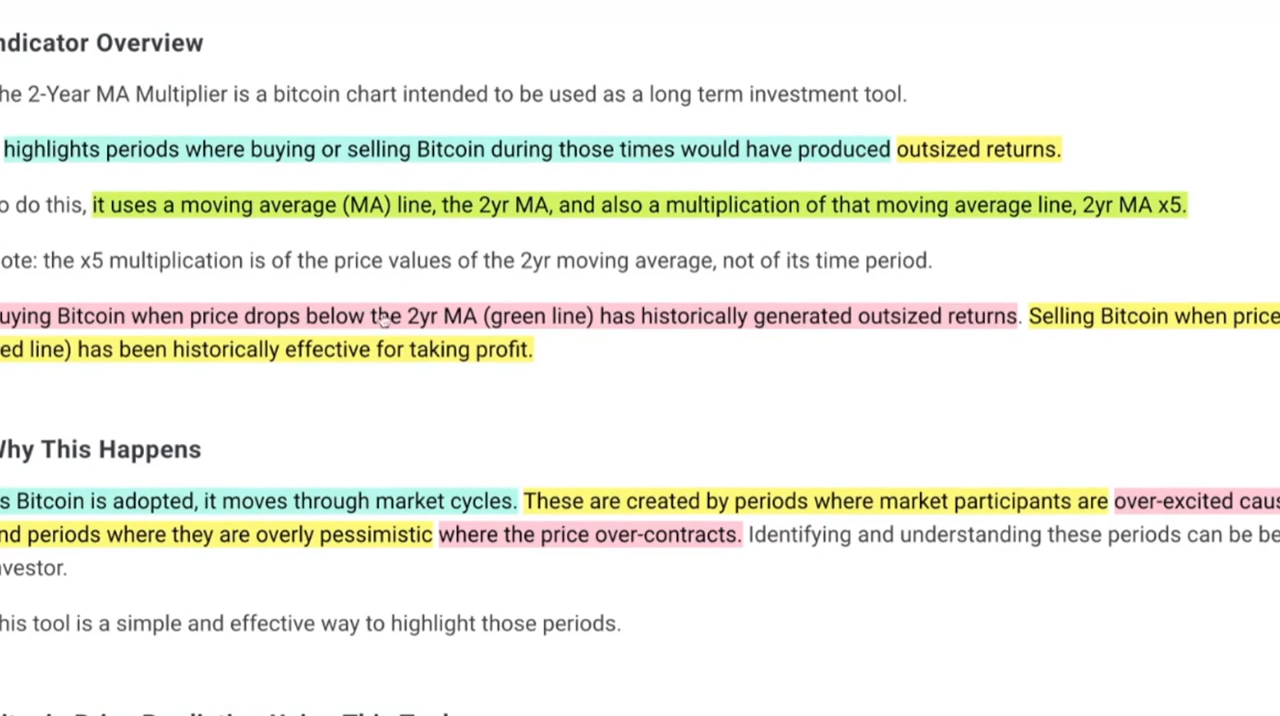 ndicator Overview
he 2-Year MA Multiplier is a bitcoin chart intended to be used as a long term investment tool.
highlights periods where buying or selling Bitcoin during those times would have produced outsized returns.
o do this, it uses a moving average (MA) line, the 2yr MA, and also a multiplication of that moving average line, 2yr MA x5.
ote: the x5 multiplication is of the price values of the 2yr moving average, not of its time period.
uying Bitcoin when price drops below the 2yr MA (green line) has historically generated outsized returns. Selling Bitcoin when price
ed line) has been historically effective for taking profit.
Why This Happens
s Bitcoin is adopted, it moves through market cycles. These are created by periods where market participants are over-excited caus
nd periods where they are overly pessimistic where the price over-contracts. Identifying and understanding these periods can be be
nvestor.
his tool is a simple and effective way to highlight those periods.